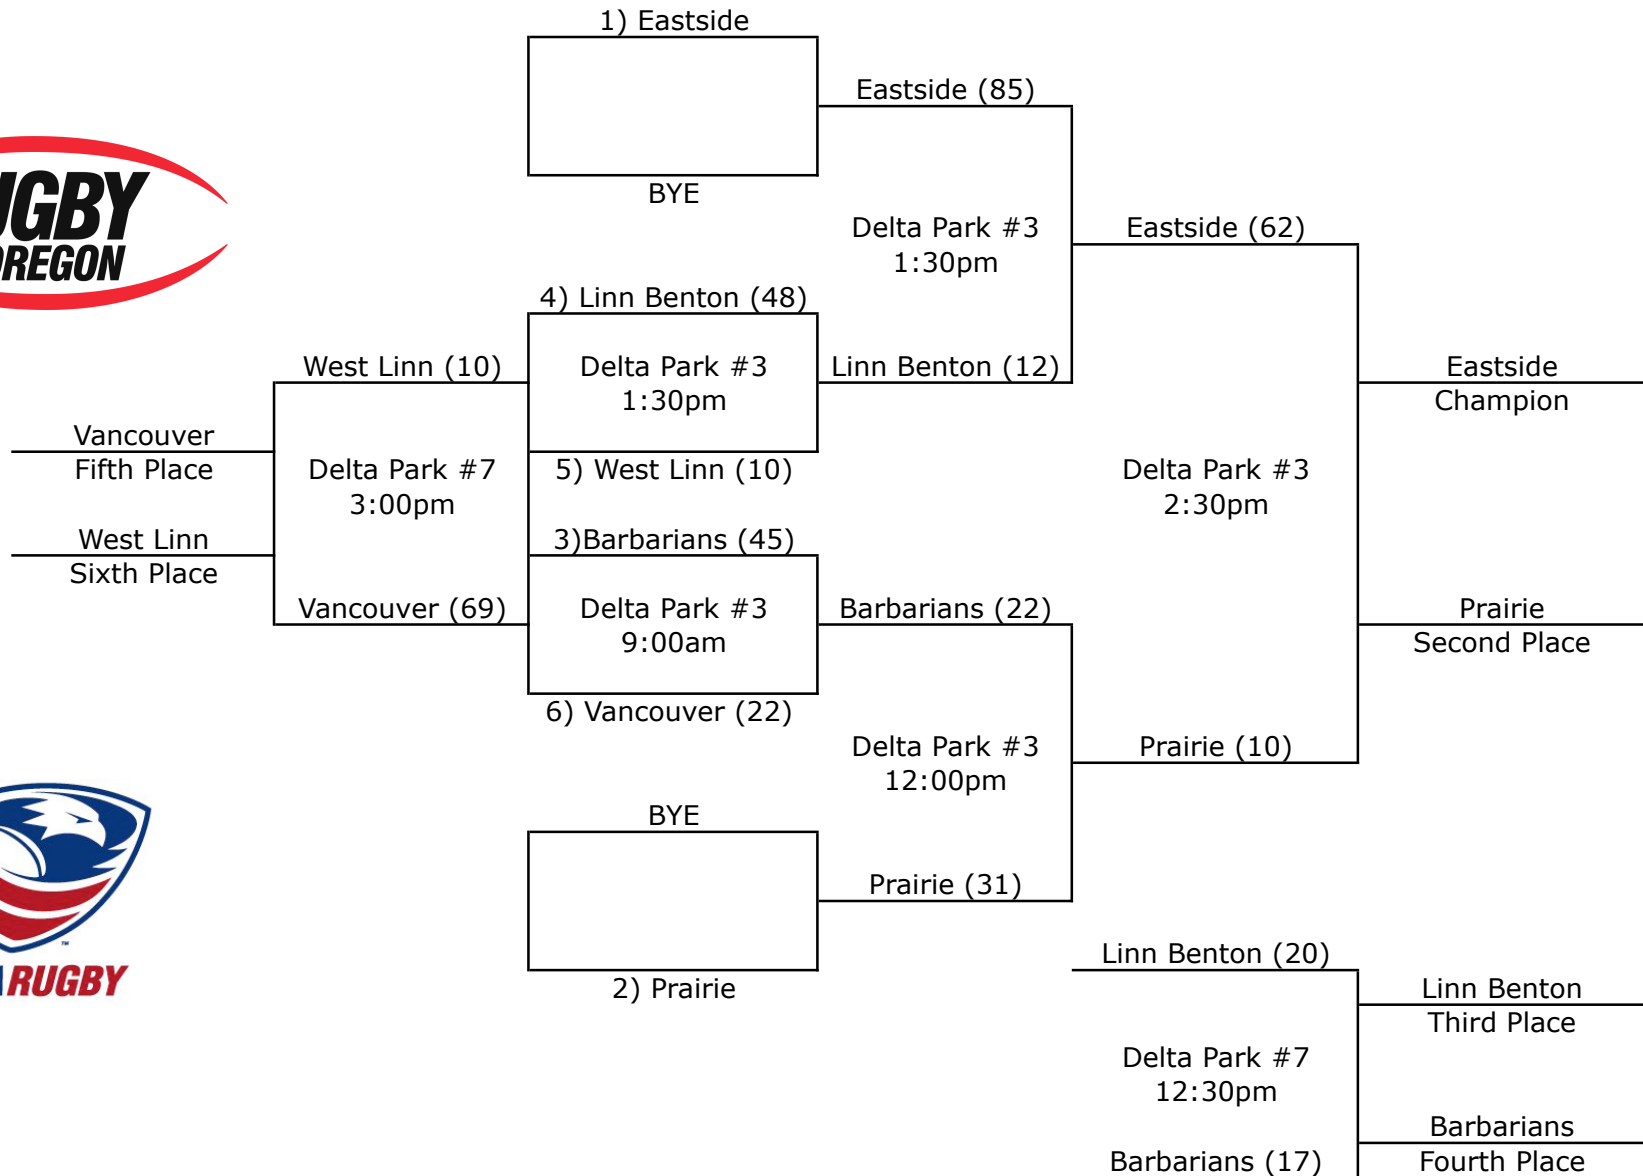 1) Eastside
Eastside (85)
BYE
Delta Park #3
1:30pm
Eastside (62)
4) Linn Benton (48)
West Linn (10)
Delta Park #3
1:30pm
Linn Benton (12)
Eastside
Champion
Vancouver
Fifth Place
Delta Park #7
3:00pm
5) West Linn (10)
Delta Park #3
2:30pm
West Linn
Sixth Place
3)Barbarians (45)
Vancouver (69)
Delta Park #3
9:00am
Barbarians (22)
Prairie
Second Place
6) Vancouver (22)
Delta Park #3
12:00pm
Prairie (10)
BYE
Prairie (31)
2) Prairie
Linn Benton (20)
Linn Benton
Third Place
Delta Park #7
12:30pm
Barbarians
Fourth Place
Barbarians (17)
UGBY
OREGON
RUGBY